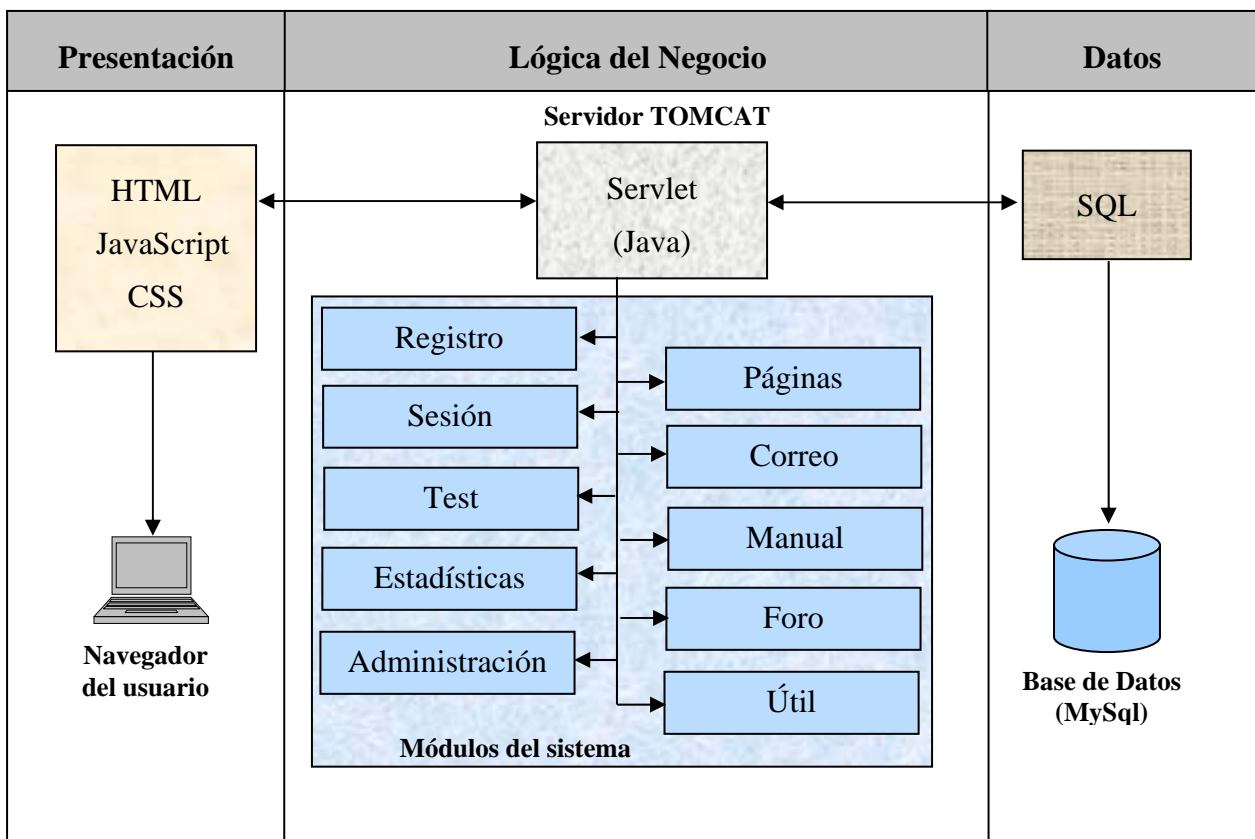 Presentación
Lógica del Negocio
Datos
Servidor TOMCAT
HTML
JavaScript
CSS
Servlet
(Java)
SQL
Registro
Páginas
Sesión
Correo
Test
Manual
Estadísticas
Foro
Administración
Útil
Módulos del sistema
Navegador
del usuario
Base de Datos
(MySql)